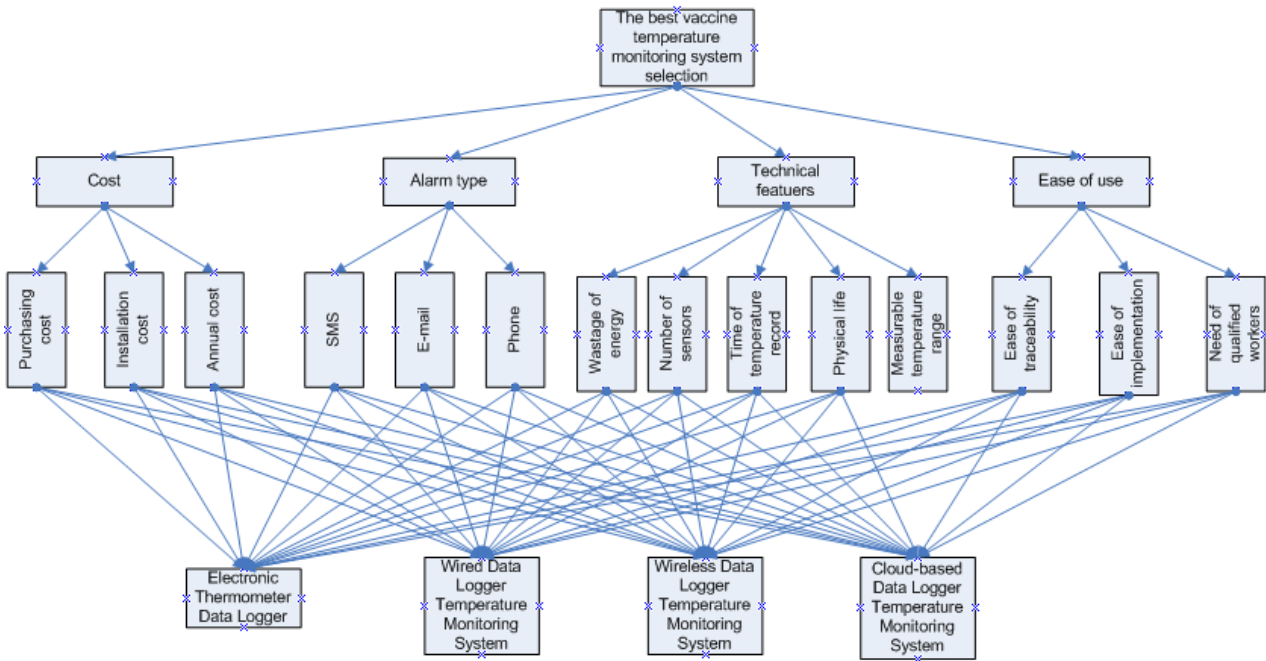 The best vaccine
temperature
monitoring system
selection
Cost
Alarm type
Technical
featuers
Ease of use
Purchasing
cost
Installation
cost
Annual cost
SMS
E-mail
Phone
Wastage of
energy
Number of
sensors
Time of
temperature
record
Physical life
Measurable
temperature
range
Ease of
traceability
Ease of
implementation
Need of
qualified
workers
Electronic
Thermometer
Data Logger
Wired Data
Logger
Temperature
Monitoring
System
Wireless Data
Logger
Temperature
Monitoring
System
Cloud-based
Data Logger
Temperature
Monitoring
System